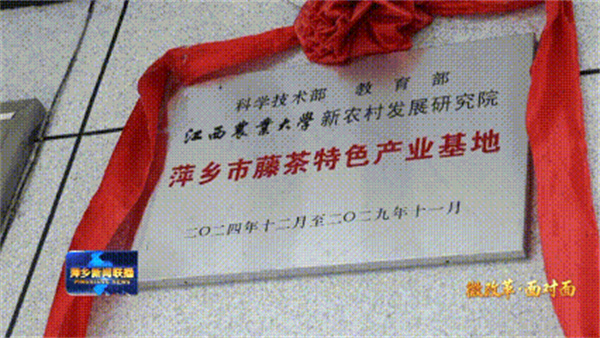 科学技术部 教育部
江西农业大学新农村发展研究院
萍乡市藤茶特色产业基地
二〇二四年十二月至二〇二九年十一月
萍乡新闻联播
PINGXIANG NEWS
微改革·面对面